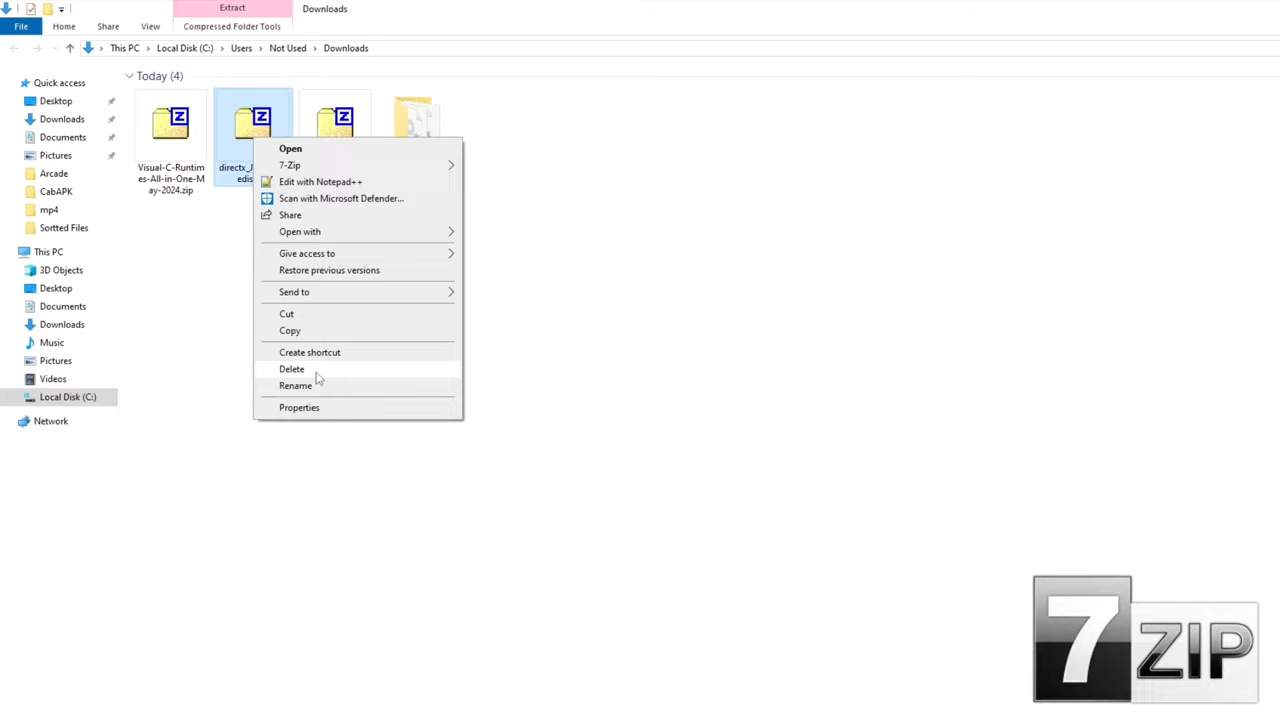 Extract
Downloads
File
Home
Share
View
Compressed Folder Tools
This PC
Local Disk (C:)
Users
Not Used
Downloads
Quick access
Desktop
Downloads
Documents
Pictures
Arcade
CabAPK
mp4
Sortted Files
This PC
3D Objects
Desktop
Documents
Downloads
Music
Pictures
Videos
Local Disk (C:)
Network
Today (4)
Visual-C-Runtim
es-All-in-One-M
ay-2024.zip
Open
7-Zip
Edit with Notepad++
Scan with Microsoft Defender...
Share
Open with
Give access to
Restore previous versions
Send to
Cut
Copy
Create shortcut
Delete
Rename
Properties
7ZIP